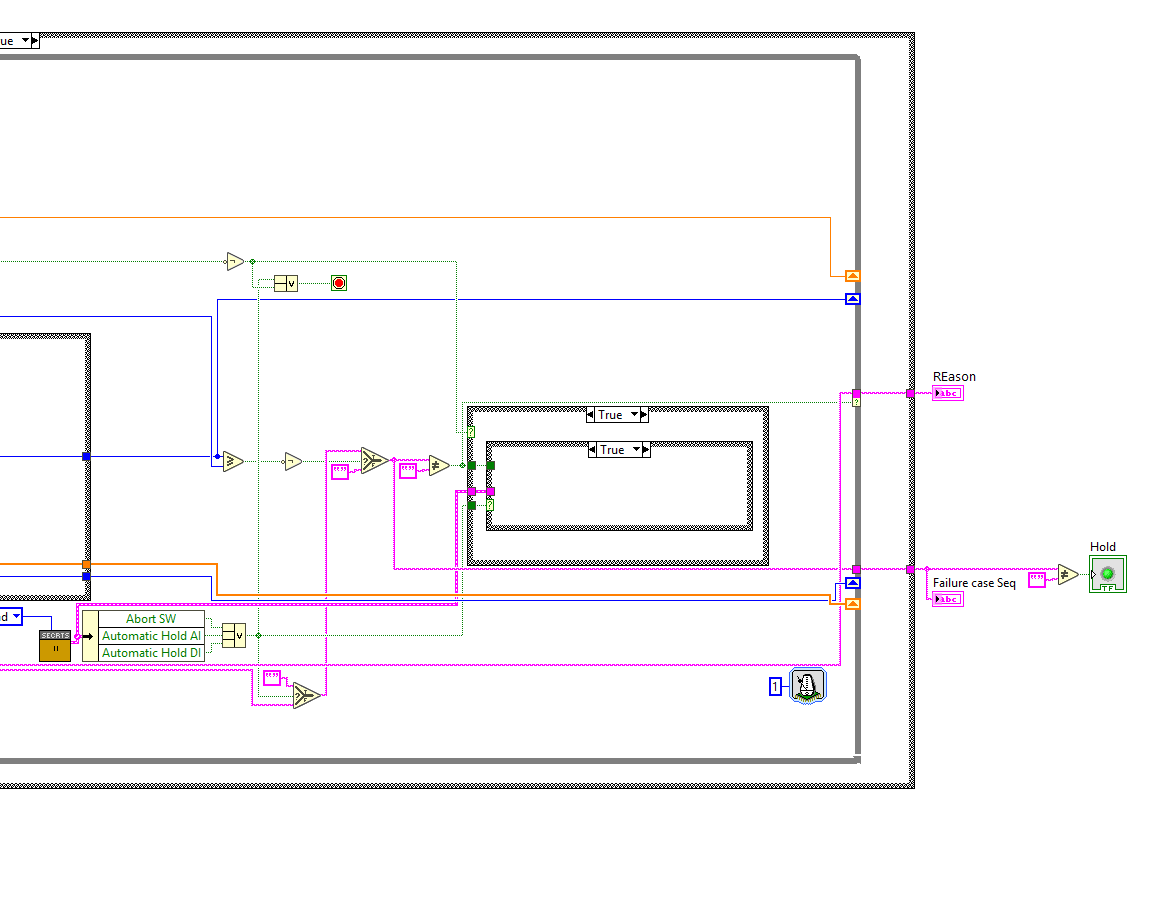 ue
REason
abc
True
True
Hold
TF
Failure case Seq
abc
d
Abort SW
Automatic Hold AI
Automatic Hold DI
1